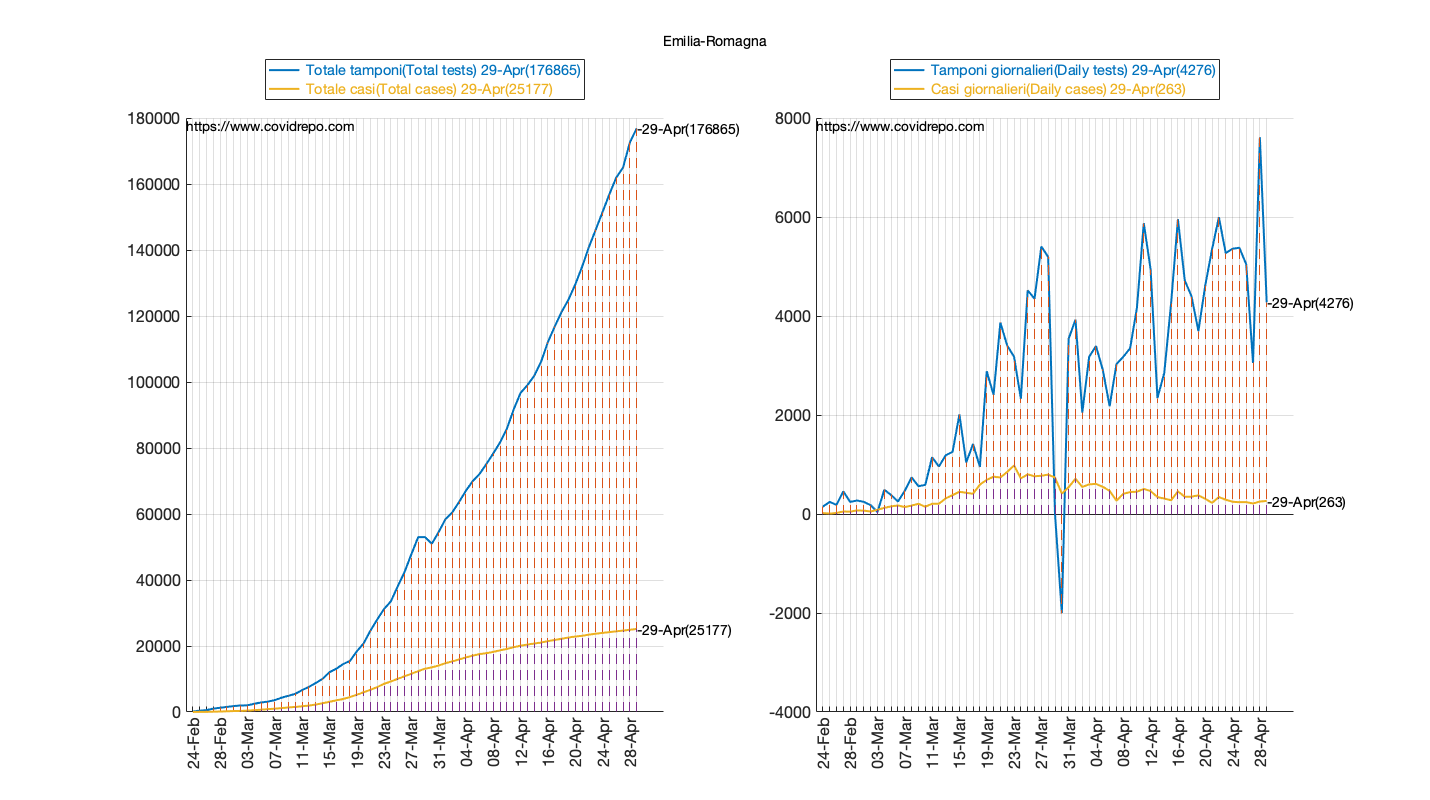 Emilia-Romagna
Totale tamponi(Total tests) 29-Apr(176865)
Totale casi(Total cases) 29-Apr(25177)
https://www.covidrepo.com
180000
160000
140000
120000
100000
80000
60000
40000
20000
0
-29-Apr(176865)
-29-Apr(25177)
24-Feb
28-Feb
03-Mar
07-Mar
11-Mar
15-Mar
19-Mar
23-Mar
27-Mar
31-Mar
04-Apr
08-Apr
12-Apr
16-Apr
20-Apr
24-Apr
28-Apr
Tamponi giornalieri(Daily tests) 29-Apr(4276)
Casi giornalieri(Daily cases) 29-Apr(263)
https://www.covidrepo.com
8000
6000
4000
2000
0
-2000
-4000
-29-Apr(4276)
-29-Apr(263)
24-Feb
28-Feb
03-Mar
07-Mar
11-Mar
15-Mar
19-Mar
23-Mar
27-Mar
31-Mar
04-Apr
08-Apr
12-Apr
16-Apr
20-Apr
24-Apr
28-Apr